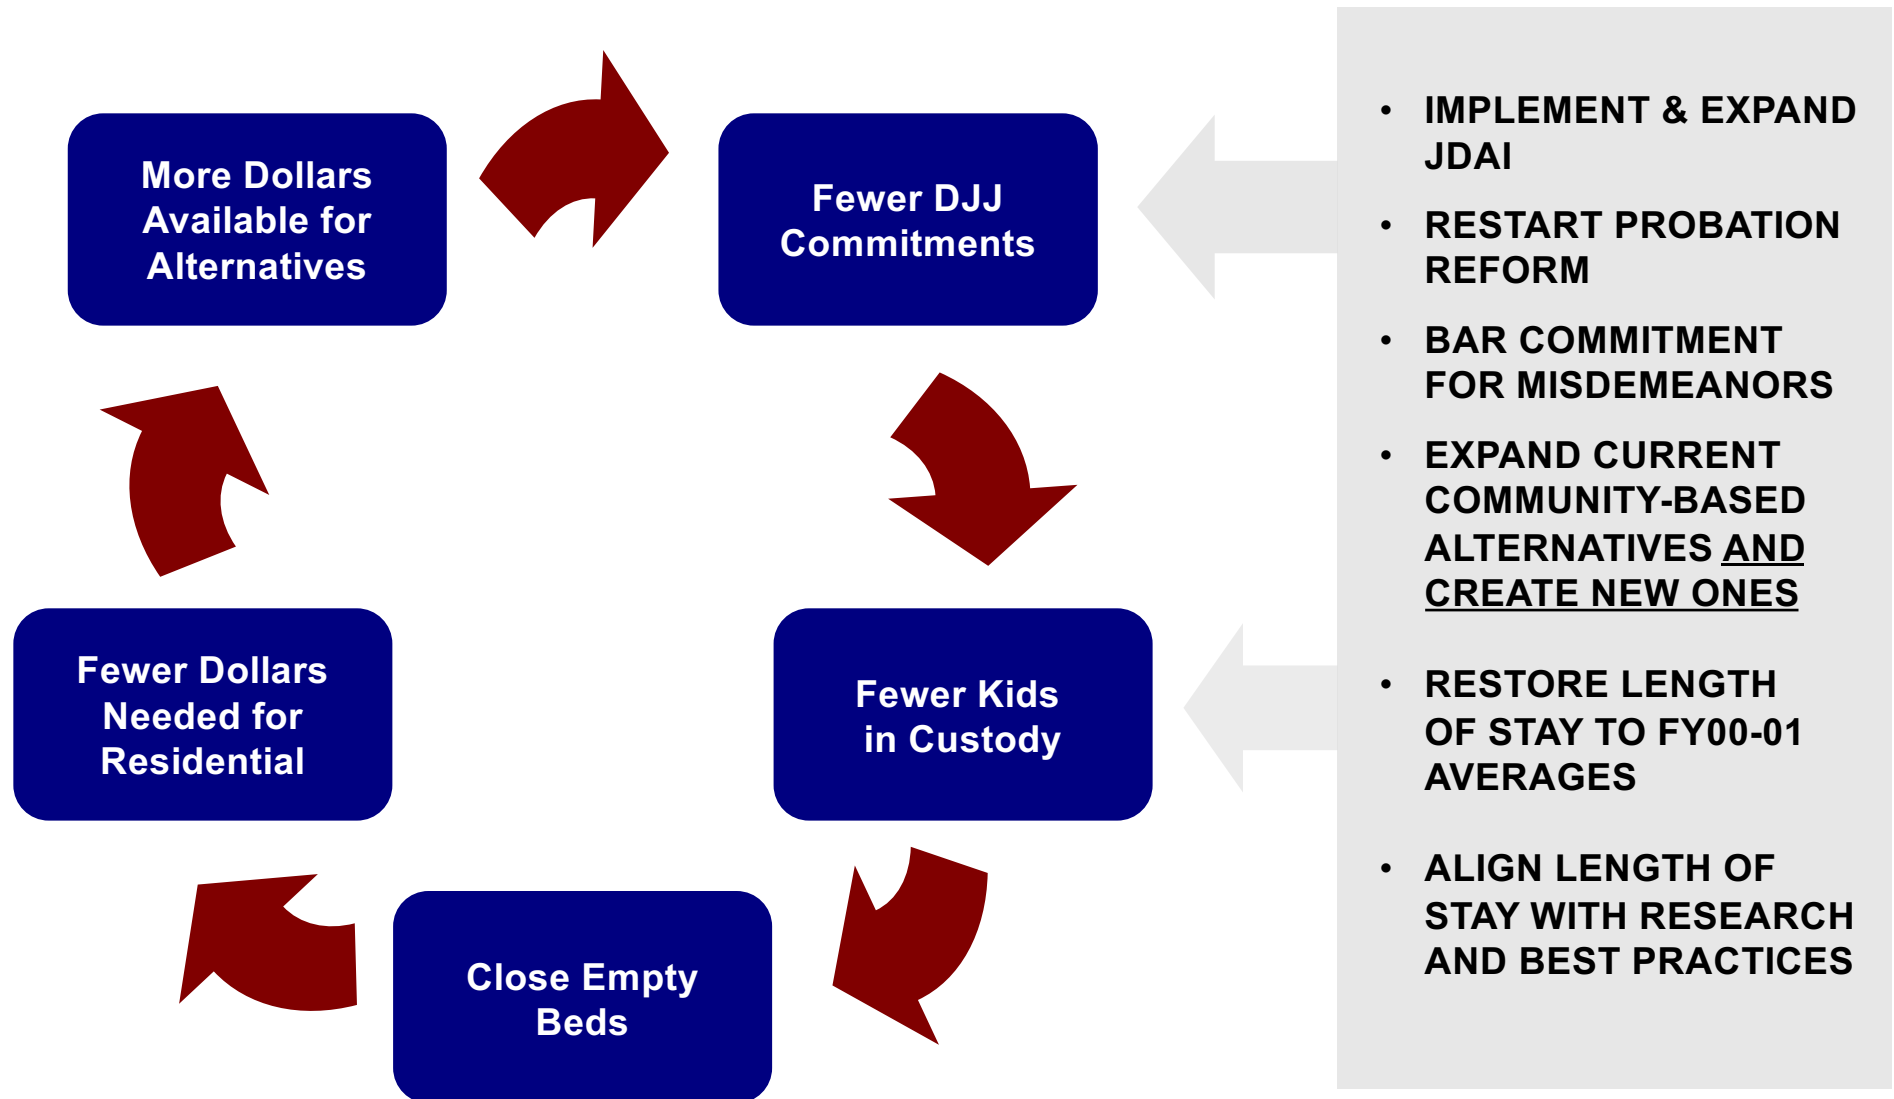 More Dollars
Available for
Alternatives
Fewer DJJ
Commitments
Fewer Kids
in Custody
Close Empty
Beds
Fewer Dollars
Needed for
Residential
• IMPLEMENT & EXPAND
JDAI
• RESTART PROBATION
REFORM
• BAR COMMITMENT
FOR MISDEMEANORS
• EXPAND CURRENT
COMMUNITY-BASED
ALTERNATIVES AND
CREATE NEW ONES
• RESTORE LENGTH
OF STAY TO FY00-01
AVERAGES
• ALIGN LENGTH OF
STAY WITH RESEARCH
AND BEST PRACTICES